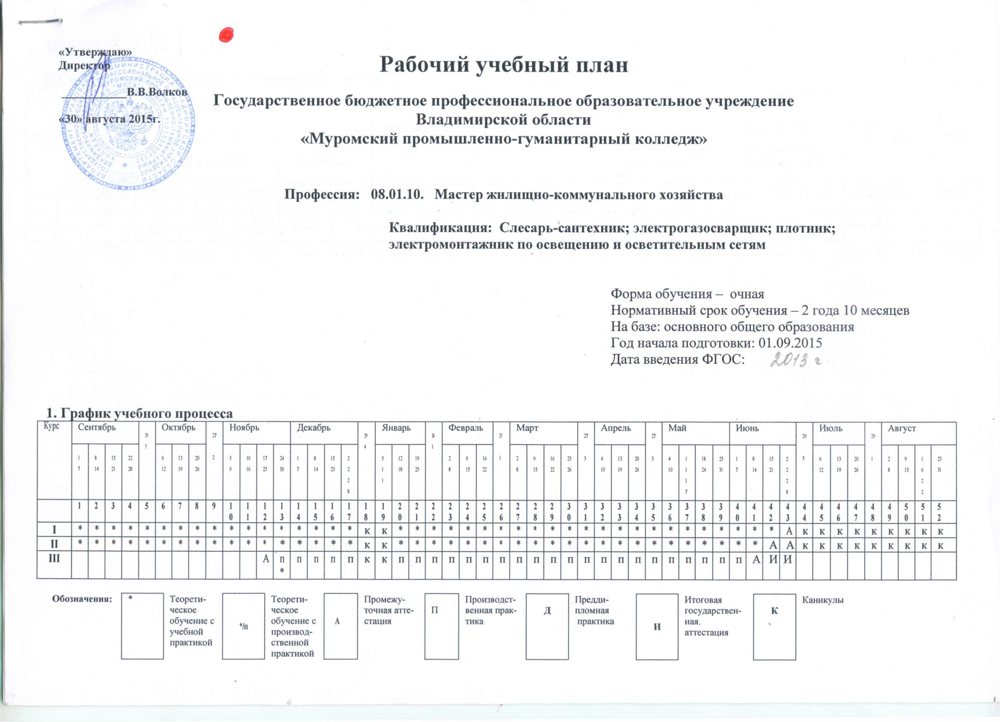 «Утверждаю»
Директор
___________В.В.Волков
«30» августа 2015г.
Рабочий учебный план
Государственное бюджетное профессиональное образовательное учреждение
Владимирской области
«Муромский промышленно-гуманитарный колледж»
Профессия: 08.01.10. Мастер жилищно-коммунального хозяйства
Квалификация: Слесарь-сантехник; электрогазосварщик; плотник;
электромонтажник по освещению и осветительным сетям
Форма обучения – очная
Нормативный срок обучения – 2 года 10 месяцев
На базе: основного общего образования
Год начала подготовки: 01.09.2015
Дата введения ФГОС: 2013 г
1. График учебного процесса
Курс Сентябрь 29 5 Октябрь 27 2 Ноябрь Декабрь 29 4 Январь 26 1 Февраль 23 1 Март 27 3 Апрель 27 3 Май Июнь 29 5 Июль 29 1 Август
1 8 15 22 6 13 20 3 10 17 24 1 8 15 22 5 12 19 2 9 16 2 9 16 23 4 13 20 4 11 18 25 1 8 15 22 6 13 20 2 9 16 23
7 14 21 28 12 19 26 9 16 23 30 7 14 23 28 11 18 25 8 15 22 8 15 22 26 10 19 26 10 17 24 31 7 14 21 28 12 19 26 8 15 22 31
1 2 3 4 5 6 7 8 9 10 11 12 13 14 15 16 17 18 19 20 21 22 23 24 25 26 27 28 29 30 31 32 33 34 35 36 37 38 39 40 41 42 43 44 45 46 47 48 49 50 51 52
I * * * * * * * * * * * * * * * * * к к * * * * * * * * * * * * * * * * * * * * * * * А к к к к к к к к к
II * * * * * * * * * * * * * * * * * к к * * * * * * * * * * * * * * * * * * * * * * А А к к к к к к к к к
III А п п п п п к к п п п п п п п п п п п п п п п п п п п п п А И И
*
Обозначения:
* Теорети-
ческое
обучение с
учебной
практикой
*/п Теорети-
ческое
обучение с
производ-
ственной
практикой
А Промежу-
точная атте-
стация
П Производст-
венная прак-
тика
Д Предди-
пломная
практика
И Итоговая
государствен-
ная.
аттестация
К Каникулы